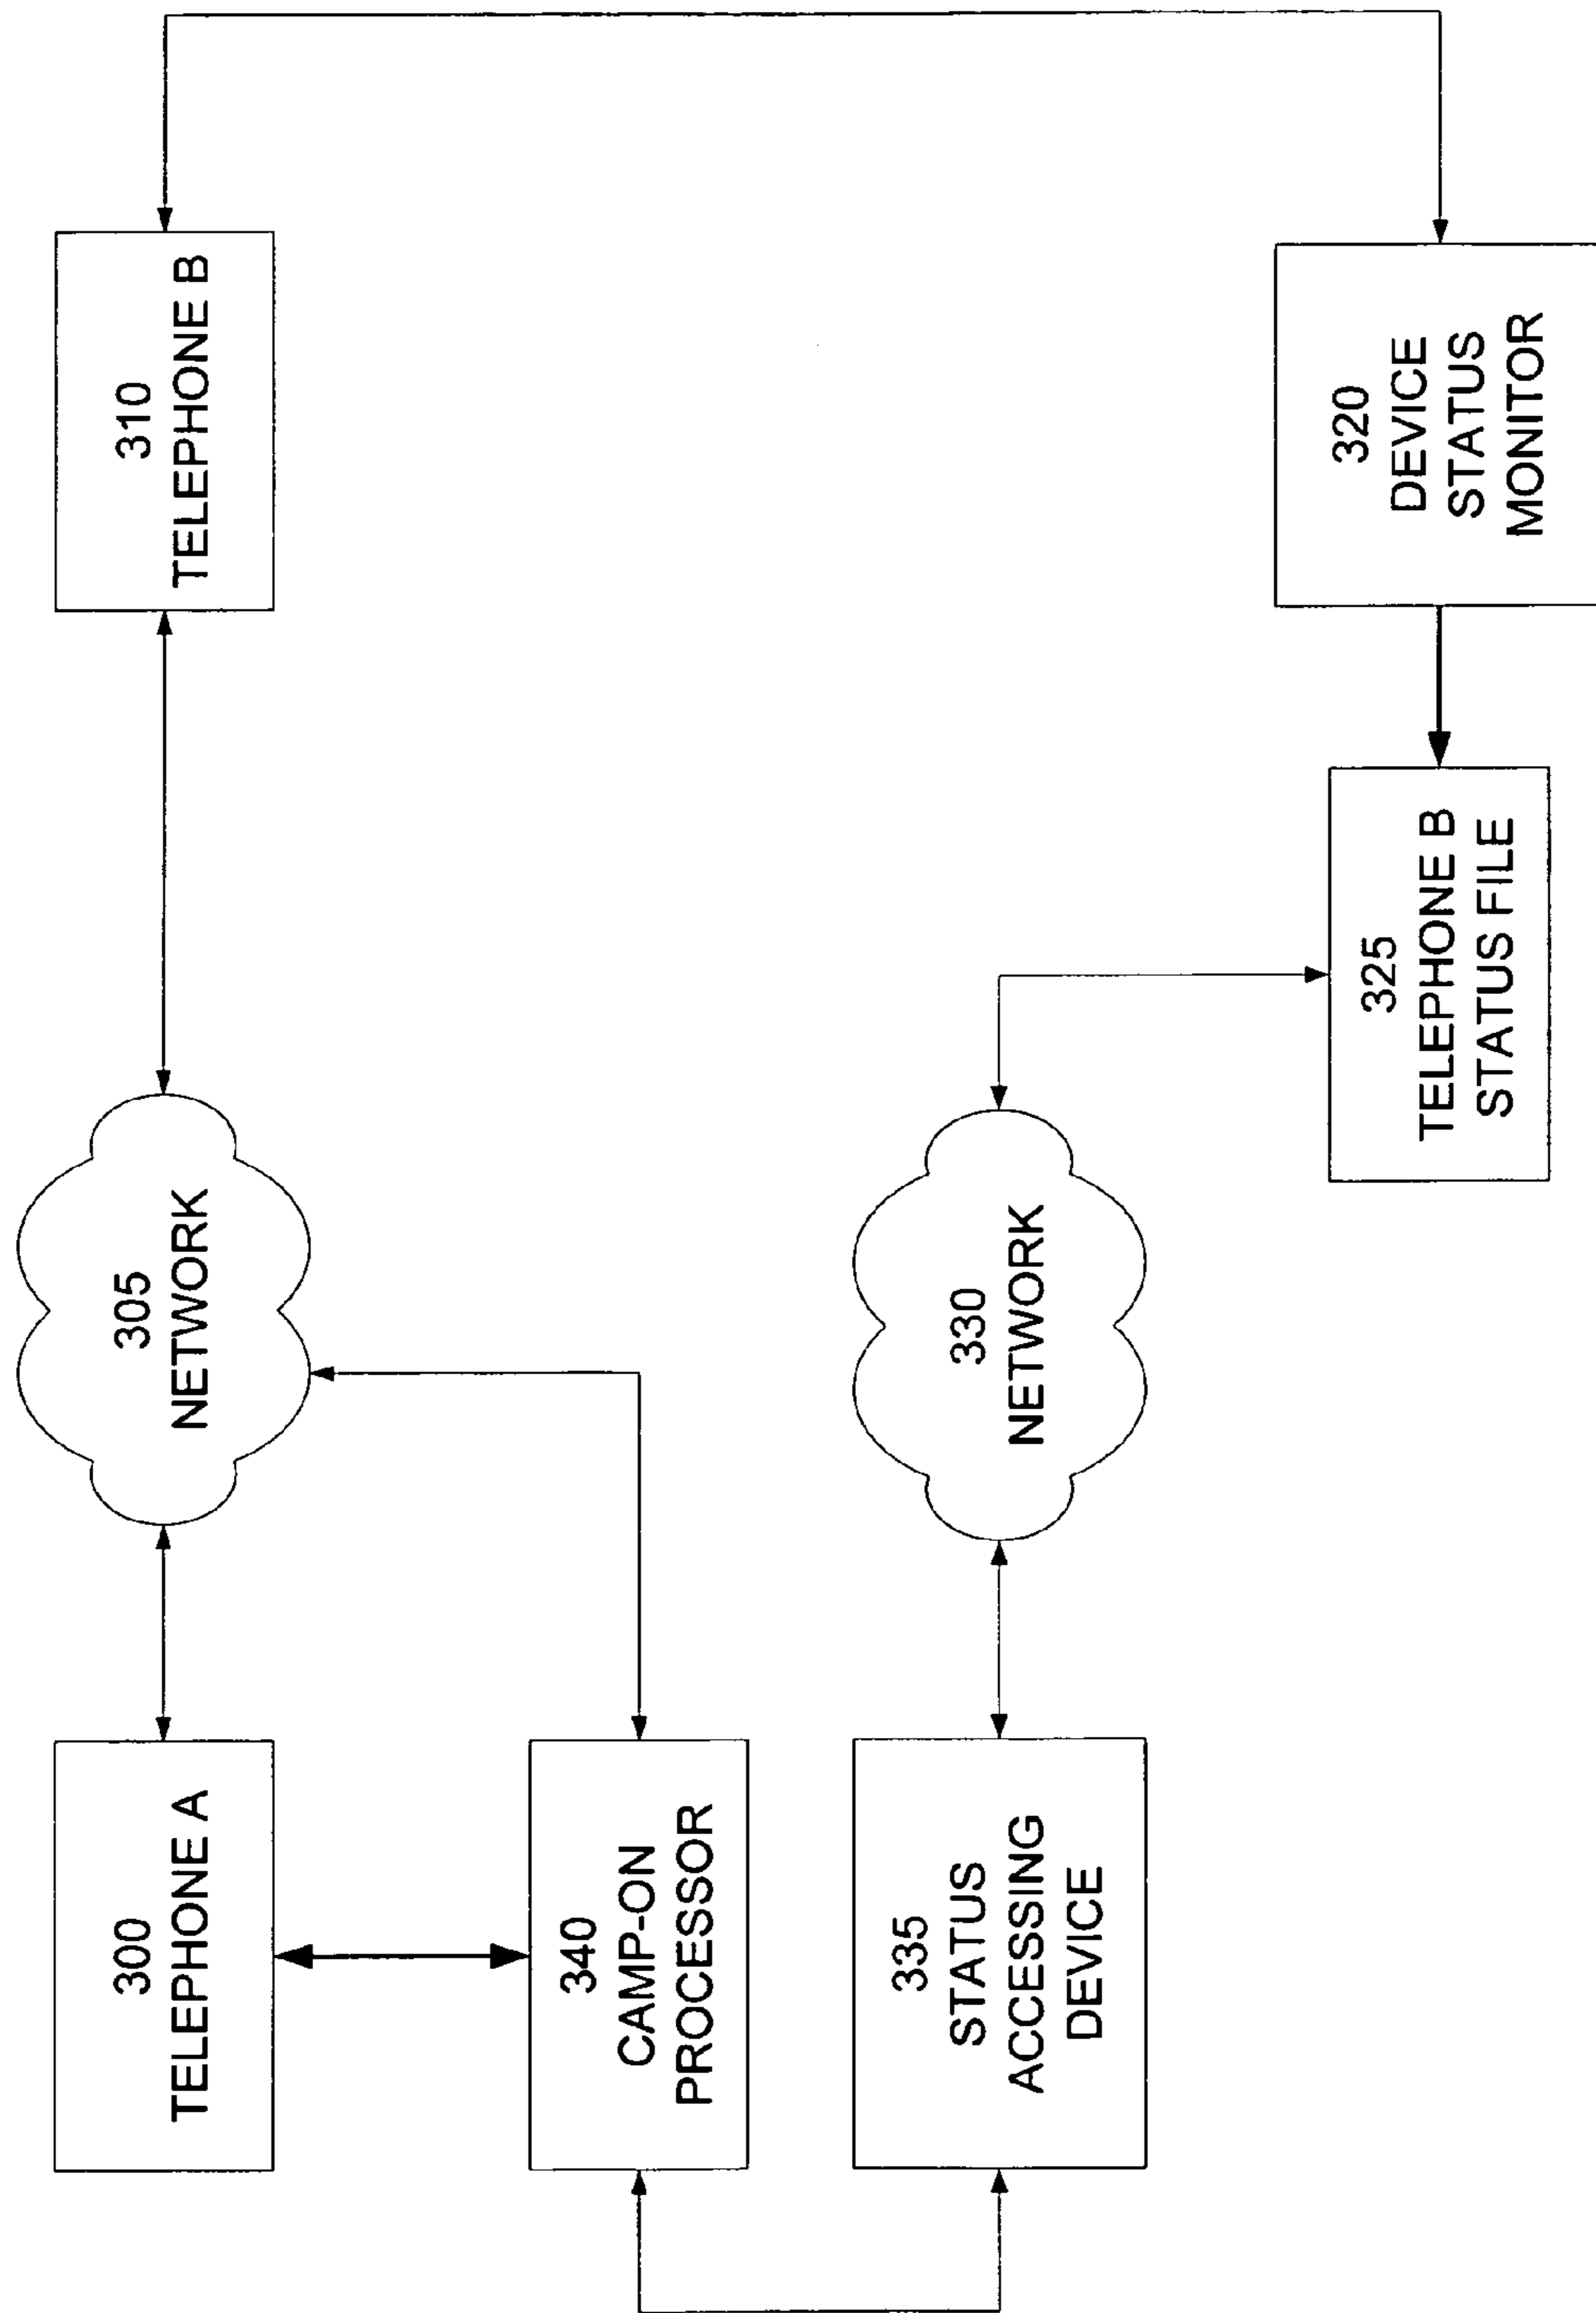 300
TELEPHONE A
305
NETWORK
310
TELEPHONE B
340
CAMP-ON
PROCESSOR
335
STATUS
ACCESSING
DEVICE
330
NETWORK
325
TELEPHONE B
STATUS FILE
320
DEVICE
STATUS
MONITOR